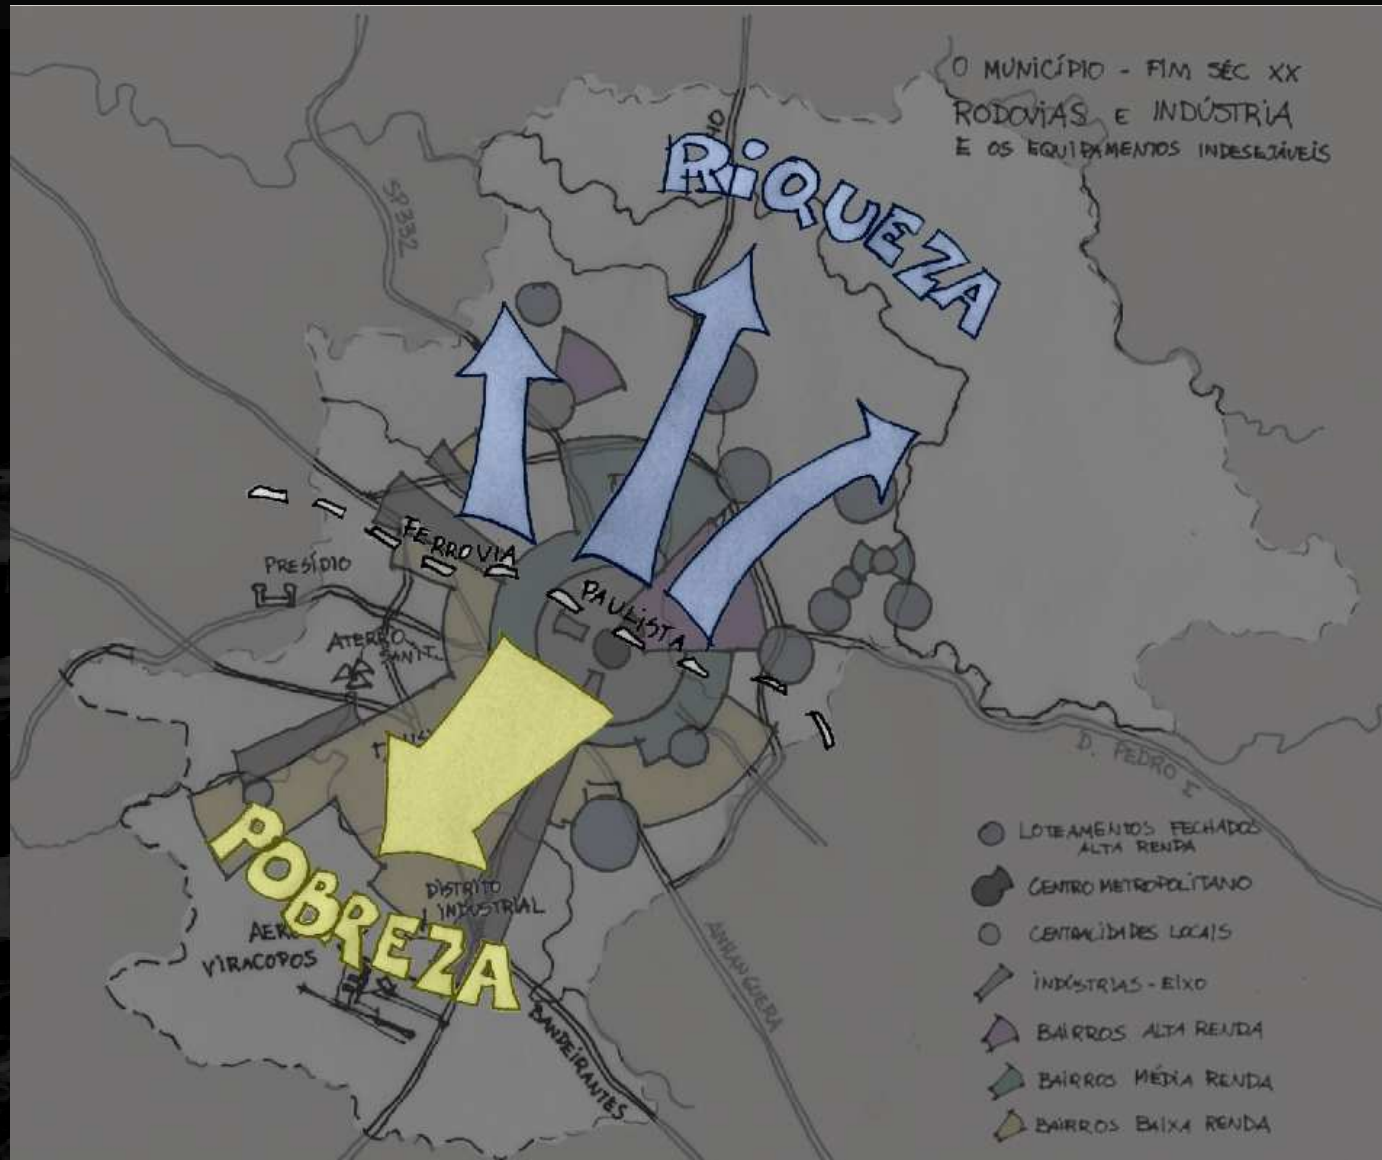 O MUNICÍPIO - FIM SÉC XX
RODOVIAS E INDÚSTRIA
E OS EQUIPAMENTOS INDESEJÁVEIS
RIQUEZA
SP332
FERROVIA
PAULISTA
PRESÍDIO
ATERRO
SANIT.
D. PEDRO I
POBREZA
DISTRITO
INDUSTRIAL
VIRACOPOS
BANDEIRANTES
ANHANGUERA
LOTEAMENTOS FECHADOS
ALTA RENDA
CENTRO METROPOLITANO
CENTRALIDADES LOCAIS
INDÚSTRIAS - EIXO
BAIRROS ALTA RENDA
BAIRROS MÉDIA RENDA
BAIRROS BAIXA RENDA